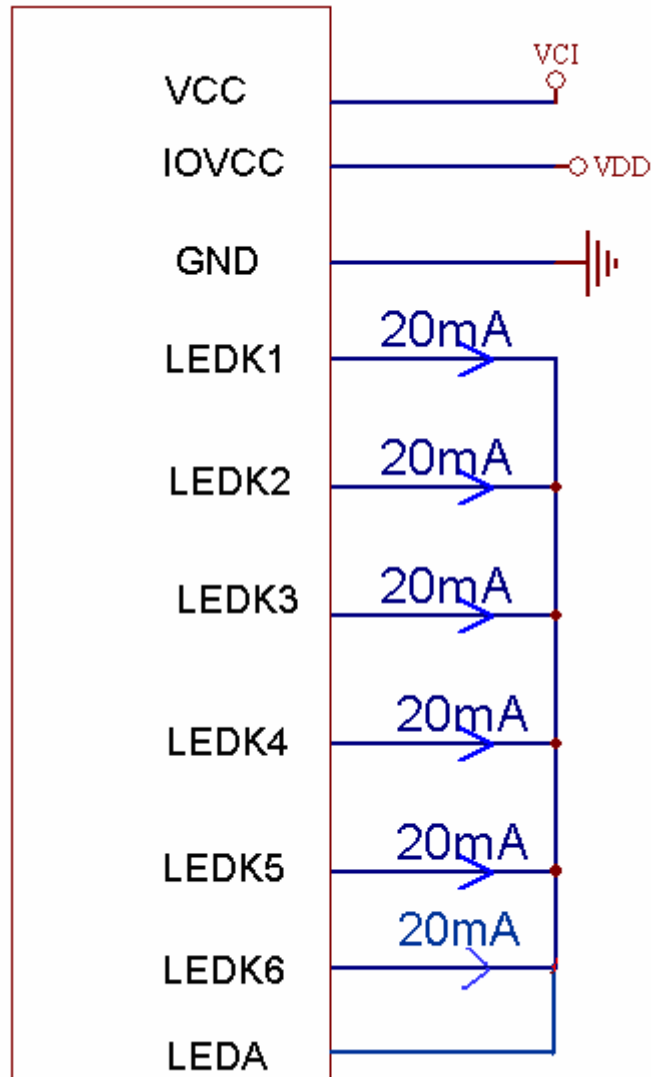 VCI
VCC
IOVCC VDD
GND
20mA
LEDK1
20mA
LEDK2
20mA
LEDK3
20mA
LEDK4
20mA
LEDK5
20mA
LEDK6
LEDA